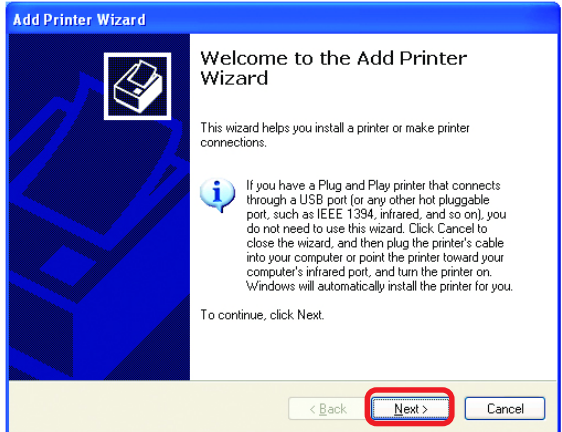 Add Printer Wizard
Welcome to the Add Printer
Wizard
This wizard helps you install a printer or make printer
connections.
If you have a Plug and Play printer that connects
through a USB port (or any other hot pluggable
port, such as IEEE 1394, infrared, and so on), you
do not need to use this wizard. Click Cancel to
close the wizard, and then plug the printer's cable
into your computer or point the printer toward your
computer's infrared port, and turn the printer on.
Windows will automatically install the printer for you.
To continue, click Next.
< Back
Next >
Cancel